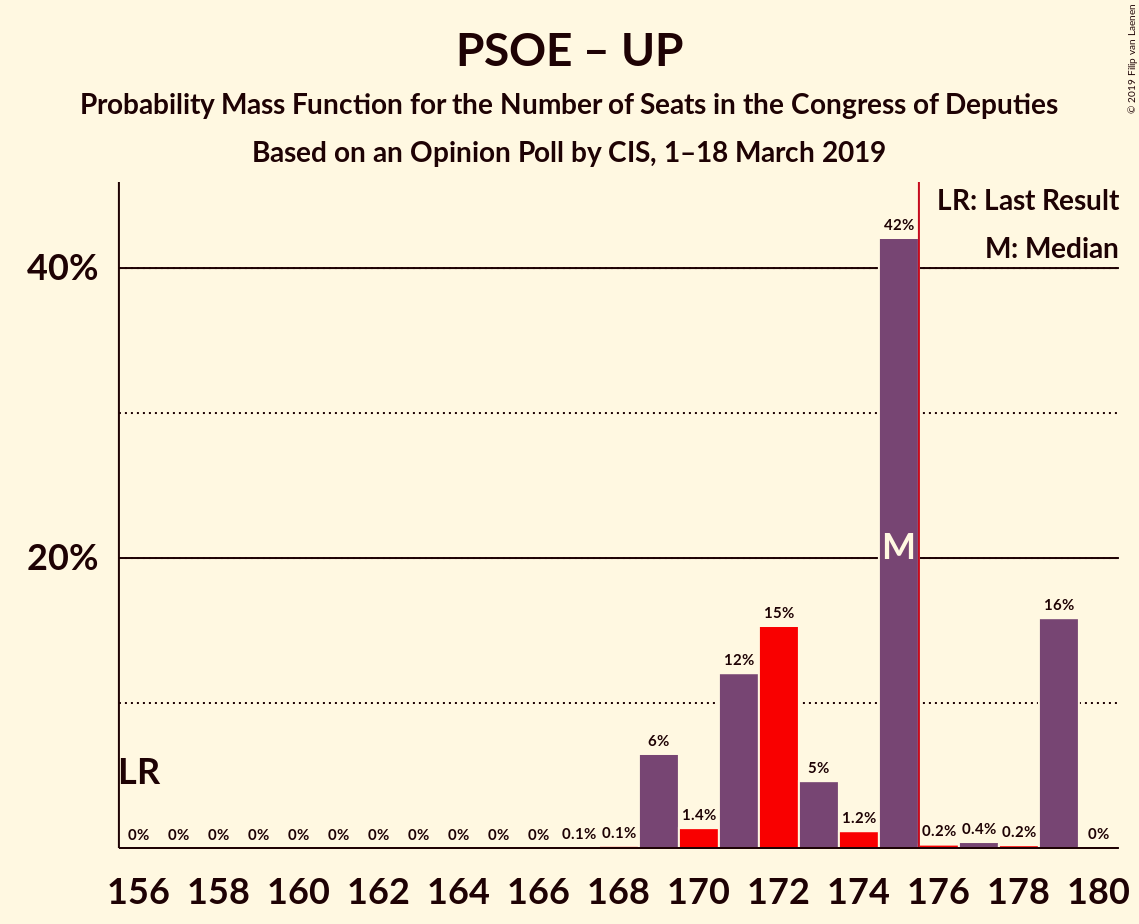 PSOE – UP
Probability Mass Function for the Number of Seats in the Congress of Deputies
Based on an Opinion Poll by CIS, 1–18 March 2019
© 2019 Filip van Laenen
LR: Last Result
M: Median
40%
20%
42%
M
16%
15%
12%
6%
5%
LR
0% 0% 0% 0% 0% 0% 0% 0% 0% 0% 0% 0.1% 0.1% 1.4% 1.2% 0.2% 0.4% 0.2% 0%
156 158 160 162 164 166 168 170 172 174 176 178 180